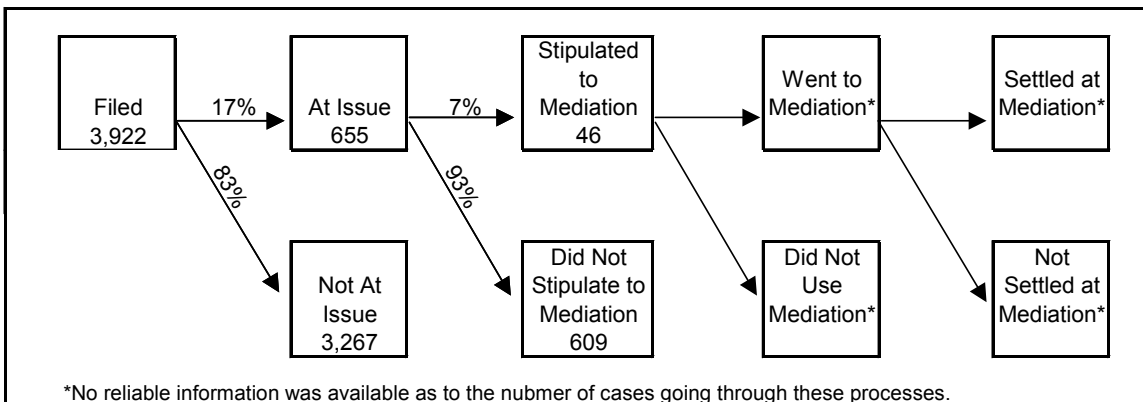 Filed
3,922
17%
83%
At Issue
655
7%
93%
Stipulated
to
Mediation
46
Went to
Mediation*
Settled at
Mediation*
Not At
Issue
3,267
Did Not
Stipulate to
Mediation
609
Did Not
Use
Mediation*
Not
Settled at
Mediation*
*No reliable information was available as to the nubmer of cases going through these processes.